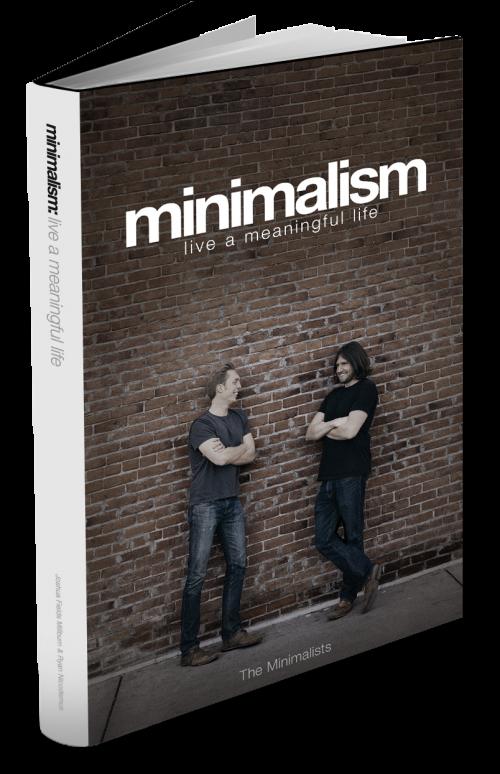 minimalism
live a meaningful life
The Minimalists
minimalism: live a meaningful life
Joshua Fields Millburn & Ryan Nicodemus